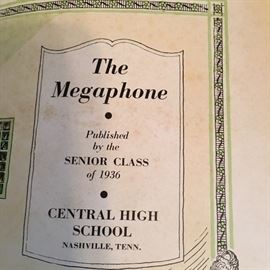 The
Megaphone
•
Published
by the
SENIOR CLASS
of 1936
•
CENTRAL HIGH
SCHOOL
NASHVILLE, TENN.